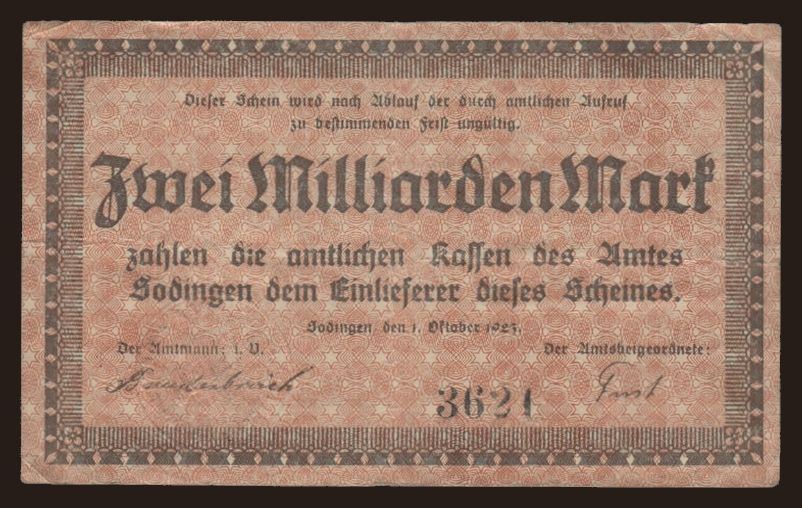 Dieser Schein wird nach Ablauf der durch amtlichen Aufruf
zu bestimmenden Frist ungültig.
Zwei Milliarden Mark
zahlen die amtlichen Kassen des Amtes
Sodingen dem Einlieferer dieses Scheines.
Sodingen den 1. Oktober 1923.
Der Amtmann: i. V. Der Amtsbeigeordnete:
3621